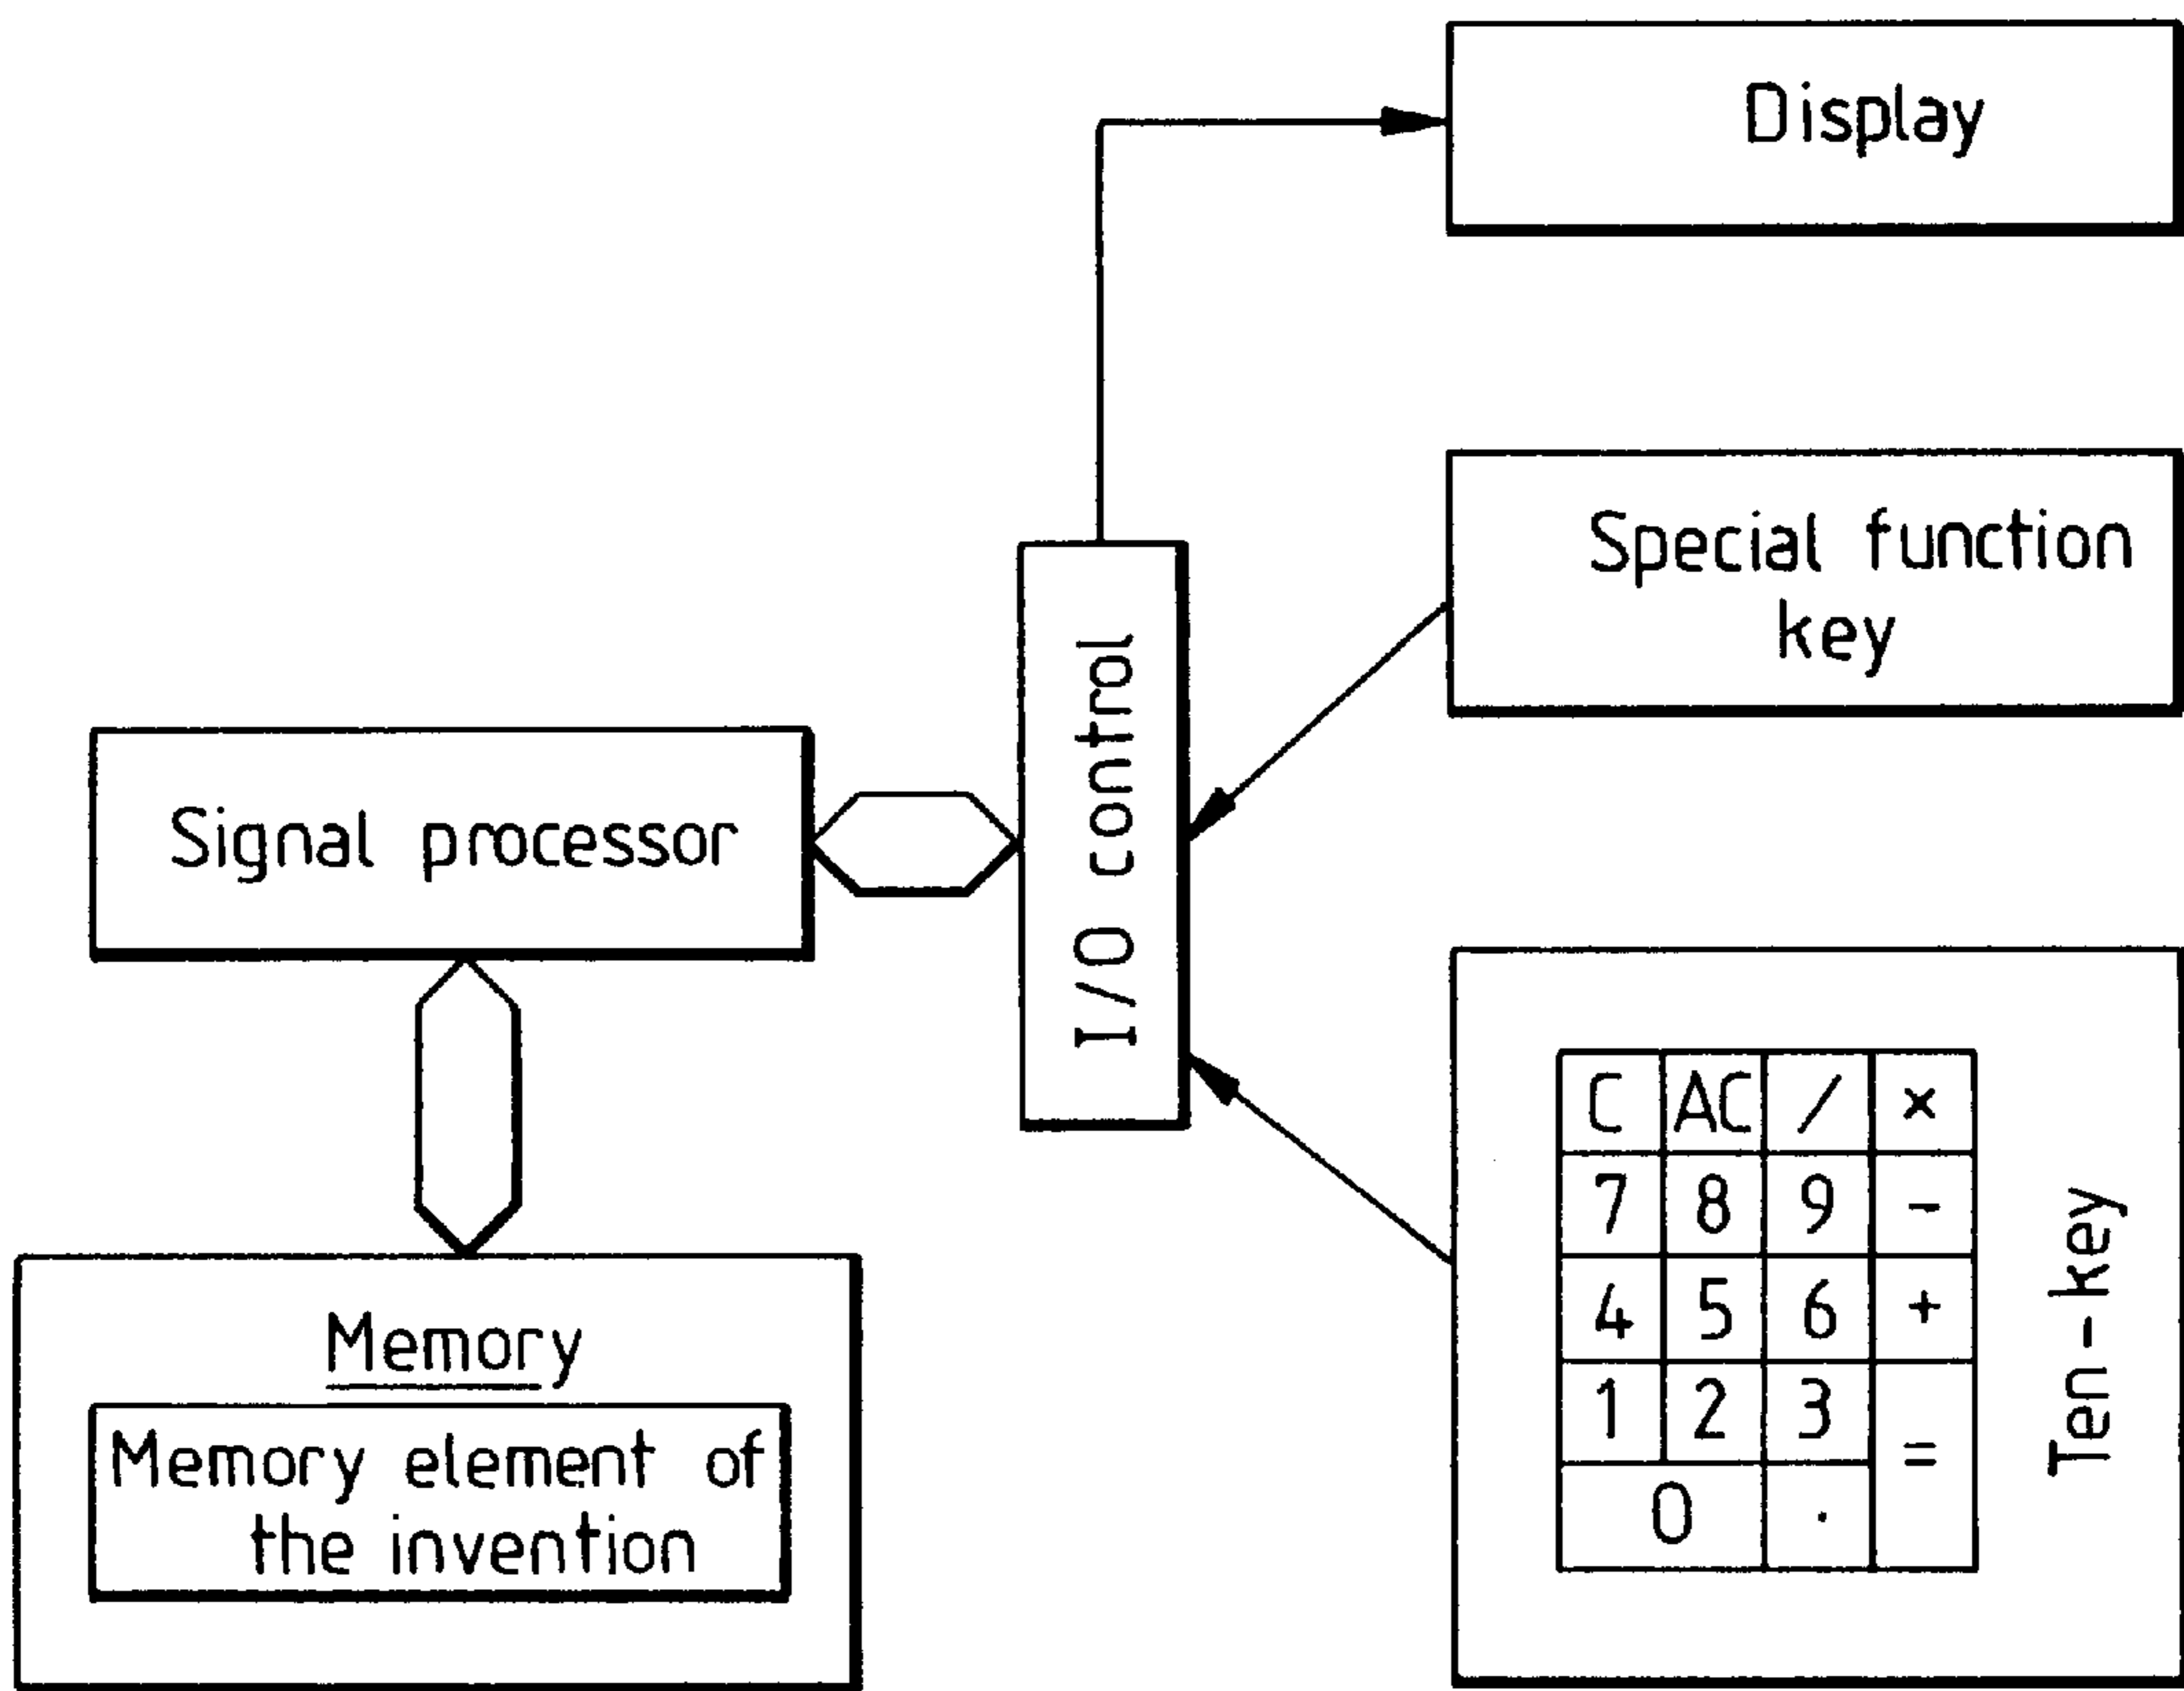 Display
Special function
key
I/O control
Signal processor
Memory
Memory element of
the invention
C AC / ×
7 8 9 -
4 5 6 +
1 2 3 =
0 .
Ten-key